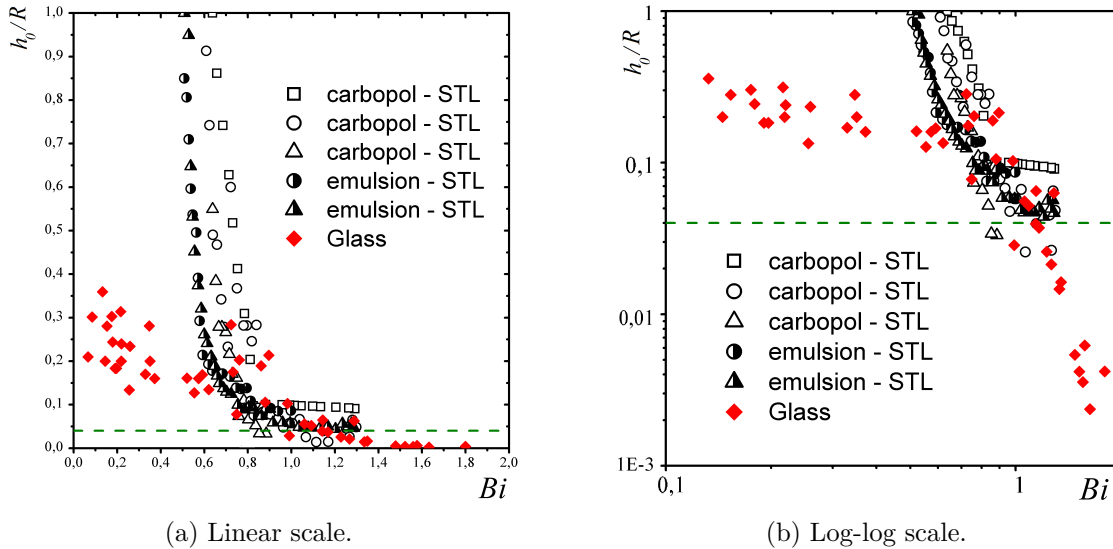 h₀/R
1,0
0,9
0,8
0,7
0,6
0,5
0,4
0,3
0,2
0,1
0,0
0,0 0,2 0,4 0,6 0,8 1,0 1,2 1,4 1,6 1,8 2,0
Bi
carbopol - STL
carbopol - STL
carbopol - STL
emulsion - STL
emulsion - STL
Glass
(a) Linear scale.
h₀/R
1
0,1
0,01
1E-3
0,1 1
Bi
carbopol - STL
carbopol - STL
carbopol - STL
emulsion - STL
emulsion - STL
Glass
(b) Log-log scale.